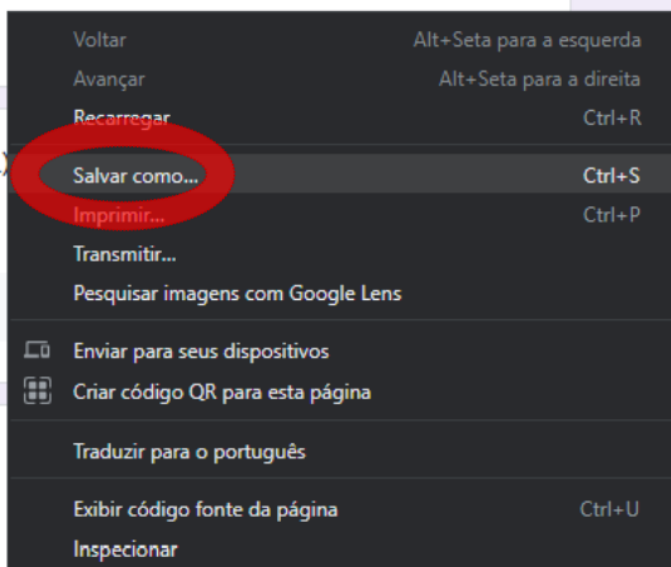 Voltar Alt+Seta para a esquerda
Avançar Alt+Seta para a direita
Recarregar Ctrl+R
Salvar como... Ctrl+S
Imprimir... Ctrl+P
Transmitir...
Pesquisar imagens com Google Lens
Enviar para seus dispositivos
Criar código QR para esta página
Traduzir para o português
Exibir código fonte da página Ctrl+U
Inspecionar